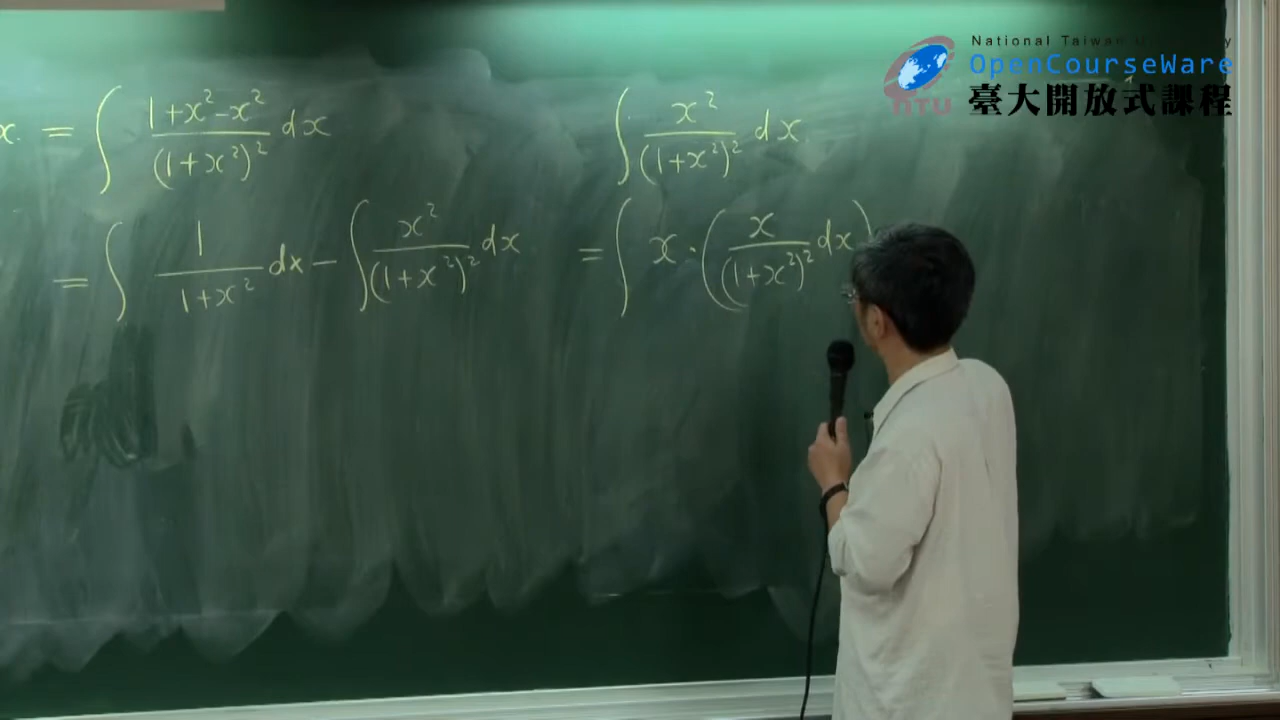 National Taiwan University
OpenCourseWare
NTU 臺大開放式課程
x = ∫ (1+x²−x²)/(1+x²)² dx
= ∫ 1/(1+x²) dx − ∫ x²/(1+x²)² dx
∫ x²/(1+x²)² dx
= ∫ x·(x/(1+x²)² dx)